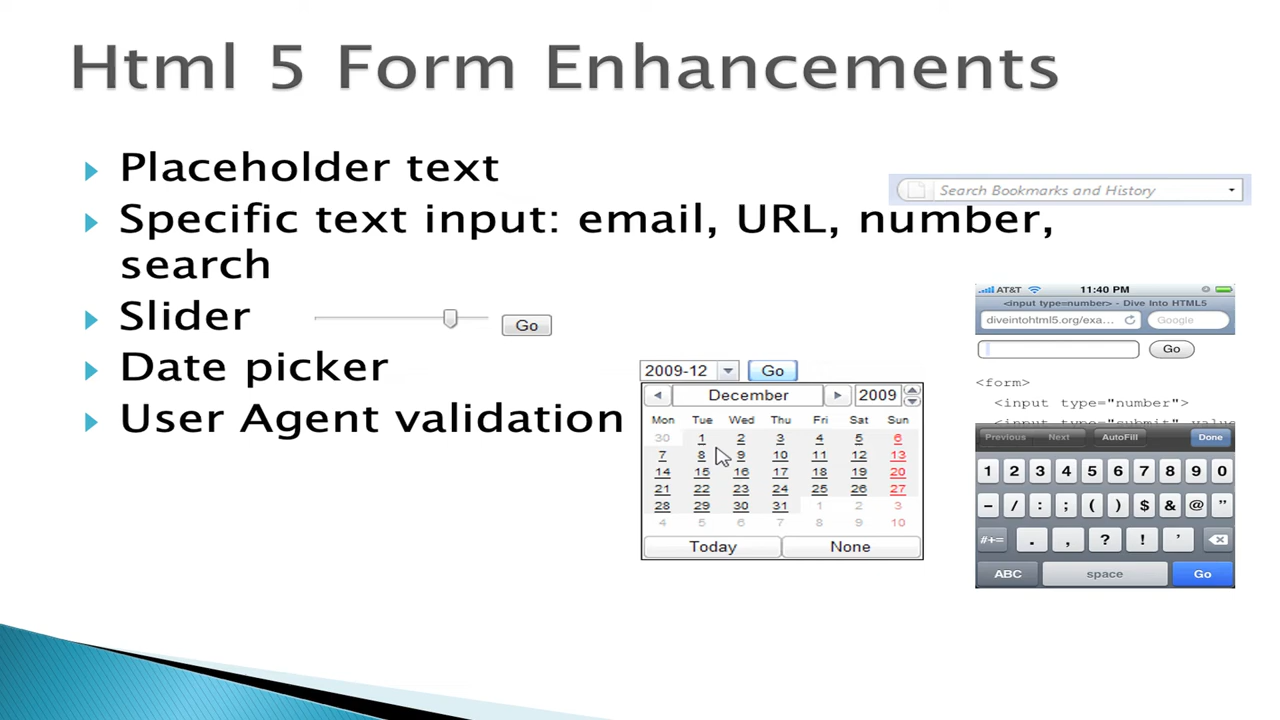 Html 5 Form Enhancements
Placeholder text
Search Bookmarks and History
Specific text input: email, URL, number,
search
Slider
Go
Date picker
User Agent validation
2009-12 Go
December 2009
Mon Tue Wed Thu Fri Sat Sun
30 1 2 3 4 5 6
7 8 9 10 11 12 13
14 15 16 17 18 19 20
21 22 23 24 25 26 27
28 29 30 31 1 2 3
4 5 6 7 8 9 10
Today None
AT&T 11:40 PM
<input type=number> - Dive Into HTML5
diveintohtml5.org/exa... Google
Go
<form>
<input type="number">
<input type="submit" value
Previous Next AutoFill Done
1 2 3 4 5 6 7 8 9 0
- / : ; ( ) $ & @ "
#+= . , ? ! '
ABC space Go